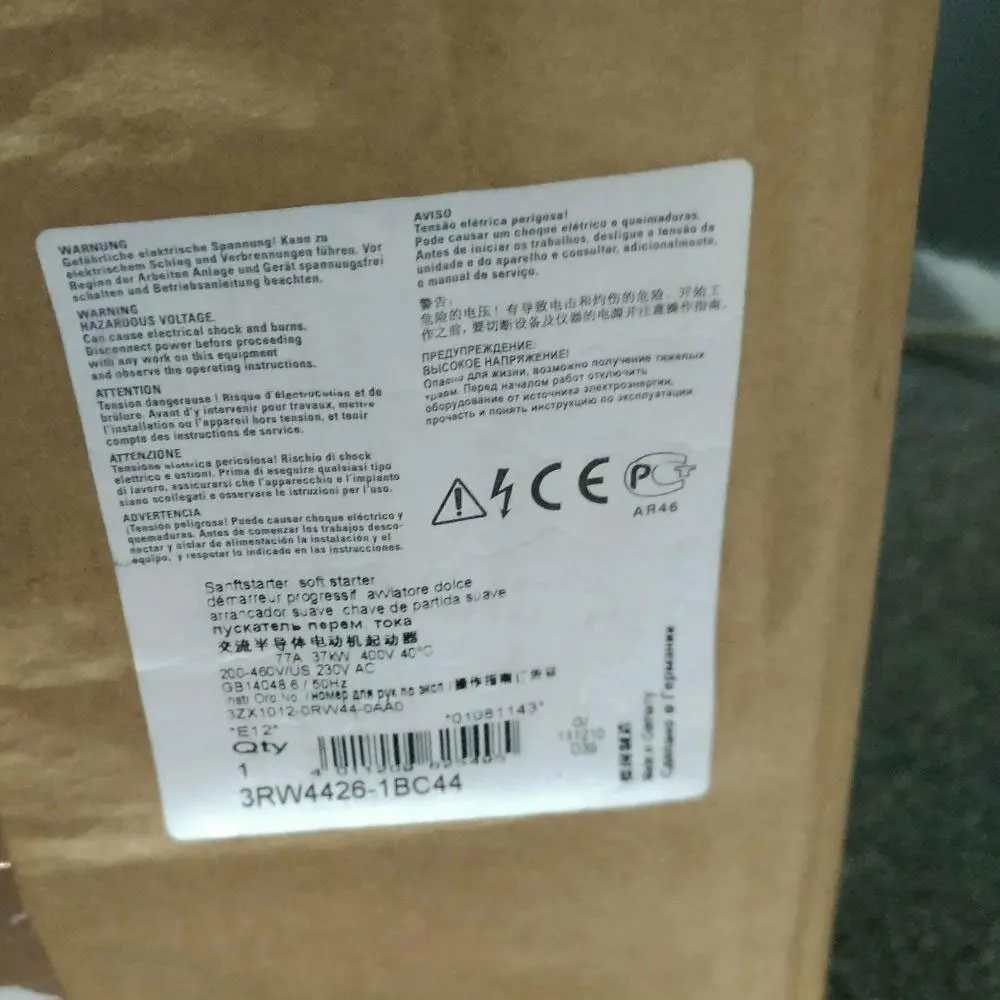 WARNUNG
Gefährliche elektrische Spannung! Kann zu
elektrischem Schlag und Verbrennungen führen. Vor
Beginn der Arbeiten Anlage und Gerät spannungsfrei
schalten und Betriebsanleitung beachten.
WARNING
HAZARDOUS VOLTAGE.
Can cause electrical shock and burns.
Disconnect power before proceeding
with any work on this equipment
and observe the operating instructions.
ATTENTION
Tension dangereuse ! Risque d'électrocution et de
brûlure. Avant d'y intervenir pour travaux, mettre
l'installation ou l'appareil hors tension, et tenir
compte des instructions de service.
ATTENZIONE
Tensione elettrica pericolosa! Rischio di shock
elettrico e ustioni. Prima di eseguire qualsiasi tipo
di lavoro, assicurarsi che l'apparecchio e l'impianto
siano scollegati e osservare le istruzioni per l'uso.
ADVERTENCIA
¡Tensión peligrosa! Puede causar choque eléctrico y
quemaduras. Antes de comenzar los trabajos desco-
nectar y aislar de alimentación la instalación y el
equipo, y respetar lo indicado en las instrucciones.
AVISO
Tensão elétrica perigosa!
Pode causar um choque elétrico e queimaduras.
Antes de iniciar os trabalhos, desligue a tensão da
unidade e do aparelho e consultar, adicionalmente,
o manual de serviço.
警告:
危险的电压!有导致电击和灼伤的危险。开始工
作之前,要切断设备及仪器的电源并注意操作指南.
ПРЕДУПРЕЖДЕНИЕ:
ВЫСОКОЕ НАПРЯЖЕНИЕ!
Опасно для жизни, возможно получение тяжелых
травм. Перед началом работ отключить
оборудование от источника электроэнергии,
прочесть и понять инструкцию по эксплуатации
CE
AR46
Sanftstarter soft starter
démarreur progressif avviatore dolce
arrancador suave chave de partida suave
пускатель перем. тока
交流半导体电动机起动器
77A 37kW 400V 40°C
200-460V/US 230V AC
GB14048.6 / 50Hz
Instr. Ord.No. /номер для рук по эксп /操作指南
3ZX1012-0RW44-0AA0
*E12*
*01081143*
Qty
1
3RW4426-1BC44
Made in Germany
Сделано в Германии